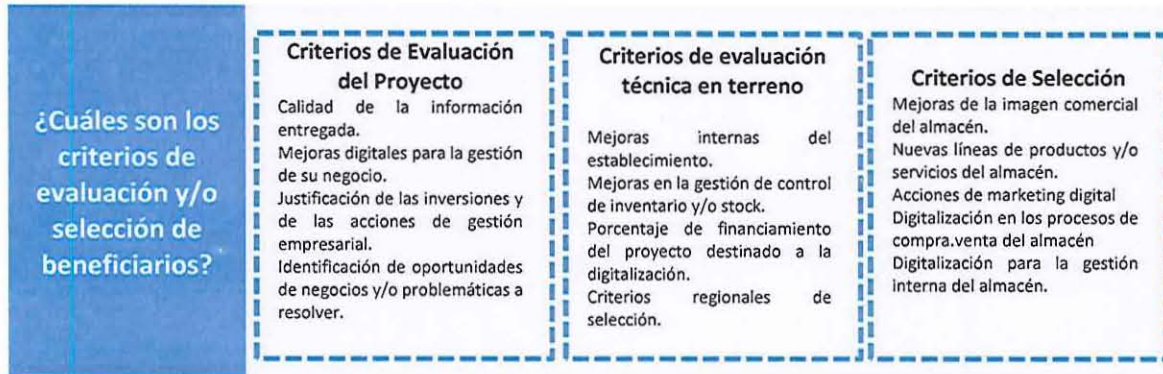 ¿Cuáles son los
criterios de
evaluación y/o
selección de
beneficiarios?
Criterios de Evaluación
del Proyecto
Calidad de la información
entregada.
Mejoras digitales para la gestión
de su negocio.
Justificación de las inversiones y
de las acciones de gestión
empresarial.
Identificación de oportunidades
de negocios y/o problemáticas a
resolver.
Criterios de evaluación
técnica en terreno
Mejoras internas del
establecimiento.
Mejoras en la gestión de control
de inventario y/o stock.
Porcentaje de financiamiento
del proyecto destinado a la
digitalización.
Criterios regionales de
selección.
Criterios de Selección
Mejoras de la imagen comercial
del almacén.
Nuevas líneas de productos y/o
servicios del almacén.
Acciones de marketing digital
Digitalización en los procesos de
compra.venta del almacén
Digitalización para la gestión
interna del almacén.